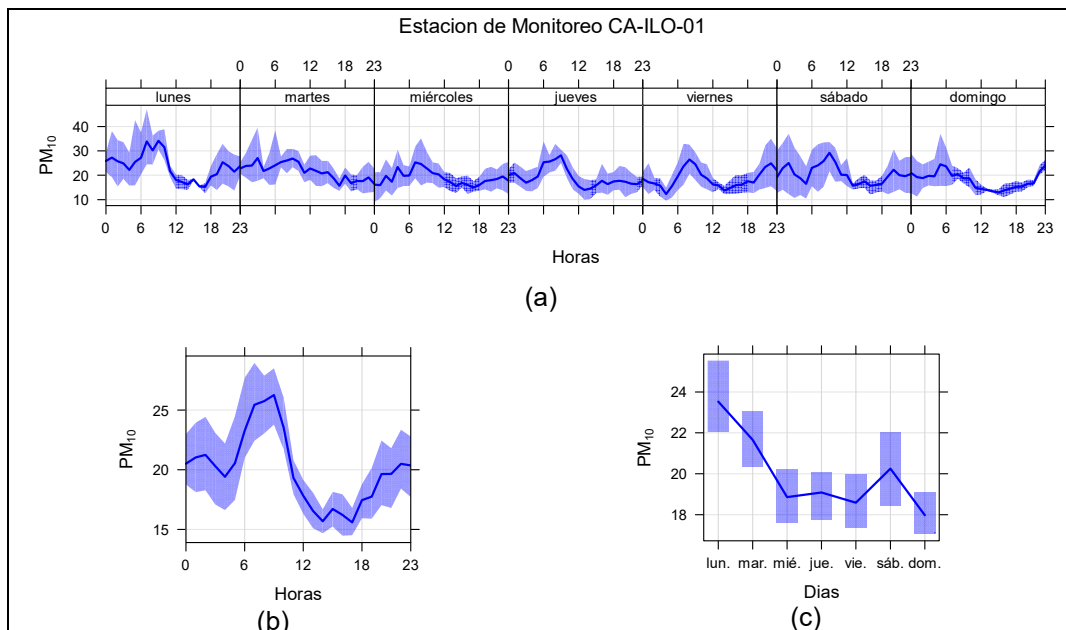 Estacion de Monitoreo CA-ILO-01
0 6 12 18 23 0 6 12 18 23 0 6 12 18 23
lunes martes miércoles jueves viernes sábado domingo
40
30
20
10
PM10
0 6 12 18 23 0 6 12 18 23 0 6 12 18 23 0 6 12 18 23
Horas
(a)
25
20
15
PM10
0 6 12 18 23
Horas
(b)
24
22
20
18
PM10
lun. mar. mié. jue. vie. sáb. dom.
Dias
(c)